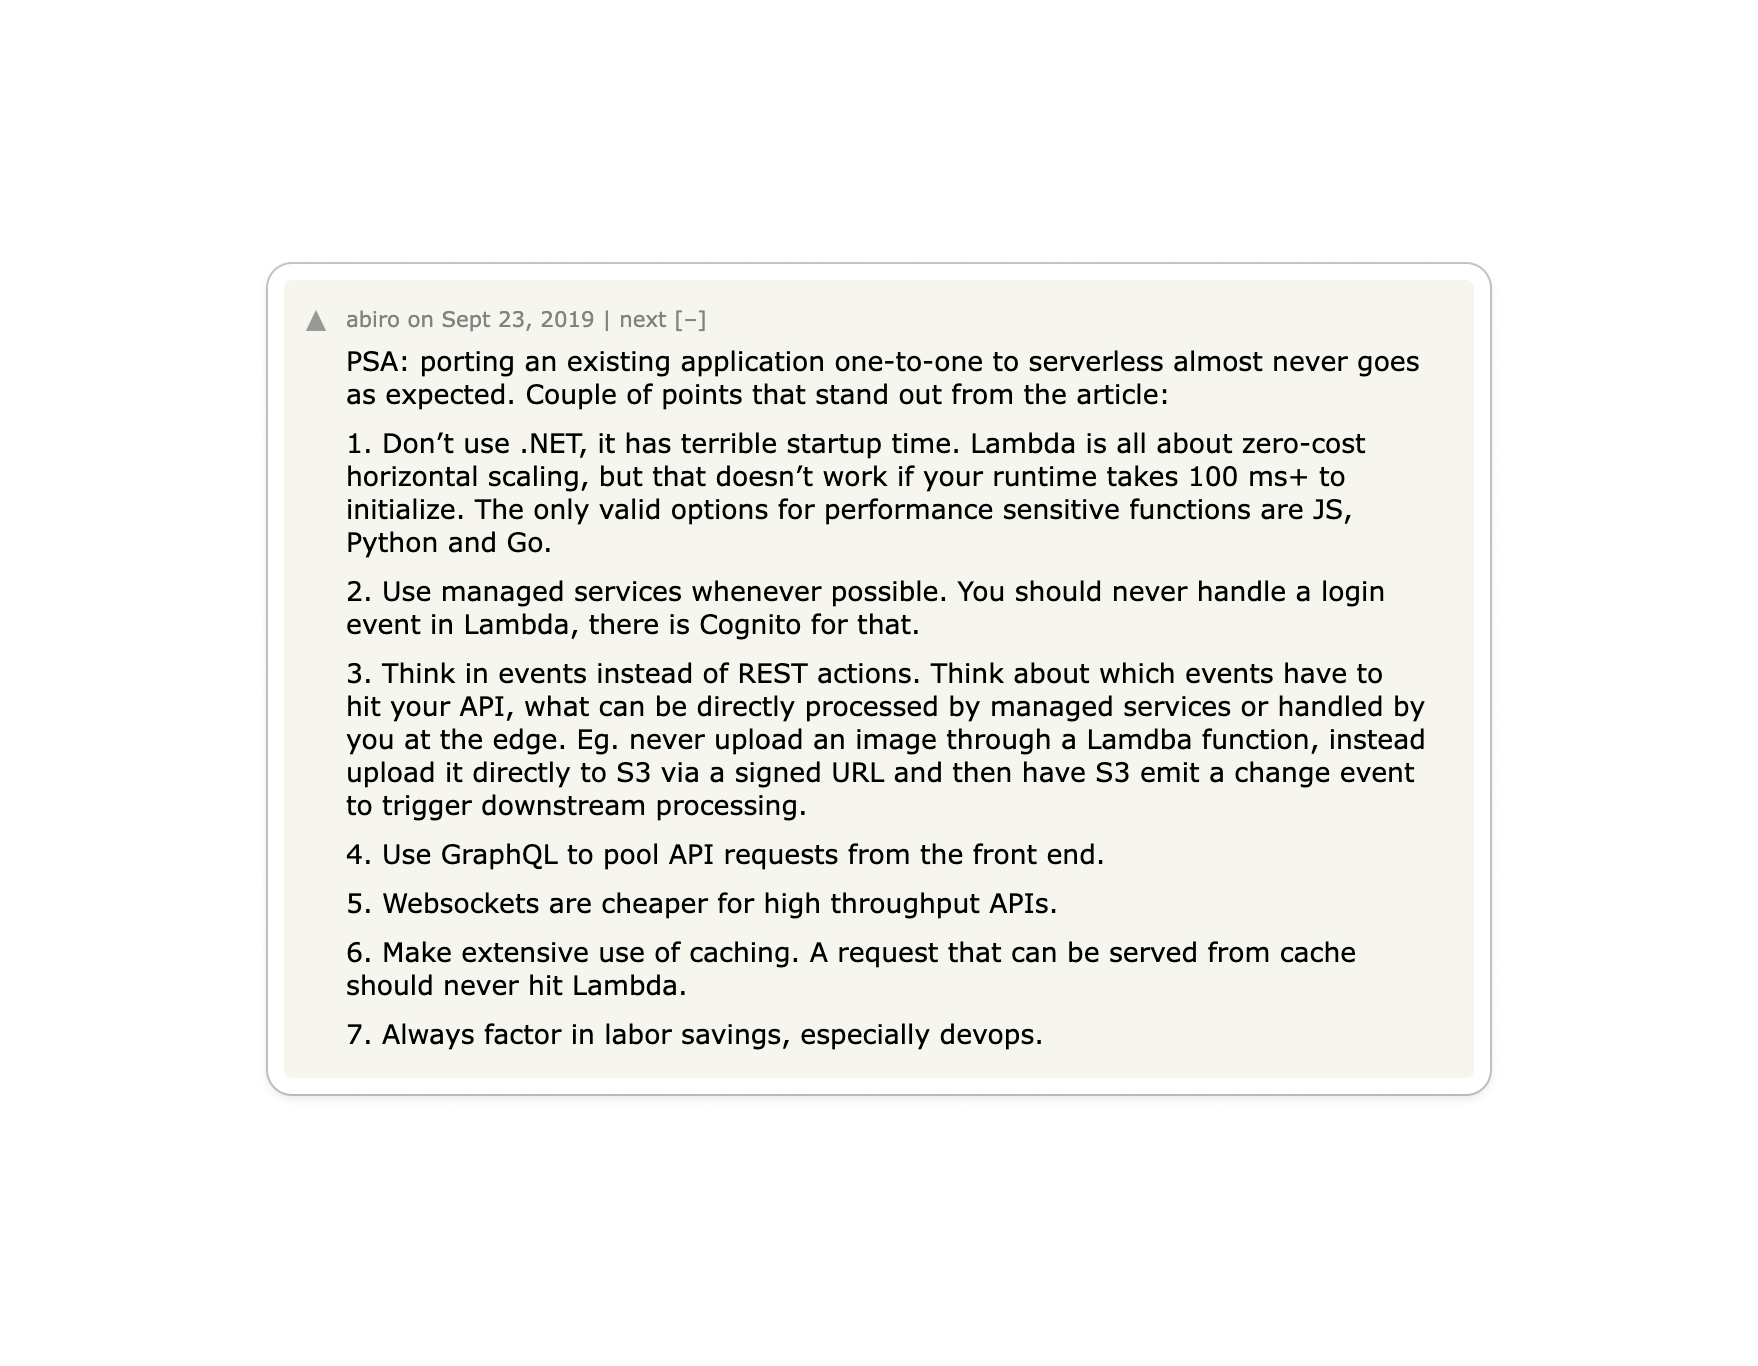 ▲ abiro on Sept 23, 2019 | next [–]
PSA: porting an existing application one-to-one to serverless almost never goes
as expected. Couple of points that stand out from the article:
1. Don’t use .NET, it has terrible startup time. Lambda is all about zero-cost
horizontal scaling, but that doesn’t work if your runtime takes 100 ms+ to
initialize. The only valid options for performance sensitive functions are JS,
Python and Go.
2. Use managed services whenever possible. You should never handle a login
event in Lambda, there is Cognito for that.
3. Think in events instead of REST actions. Think about which events have to
hit your API, what can be directly processed by managed services or handled by
you at the edge. Eg. never upload an image through a Lamdba function, instead
upload it directly to S3 via a signed URL and then have S3 emit a change event
to trigger downstream processing.
4. Use GraphQL to pool API requests from the front end.
5. Websockets are cheaper for high throughput APIs.
6. Make extensive use of caching. A request that can be served from cache
should never hit Lambda.
7. Always factor in labor savings, especially devops.